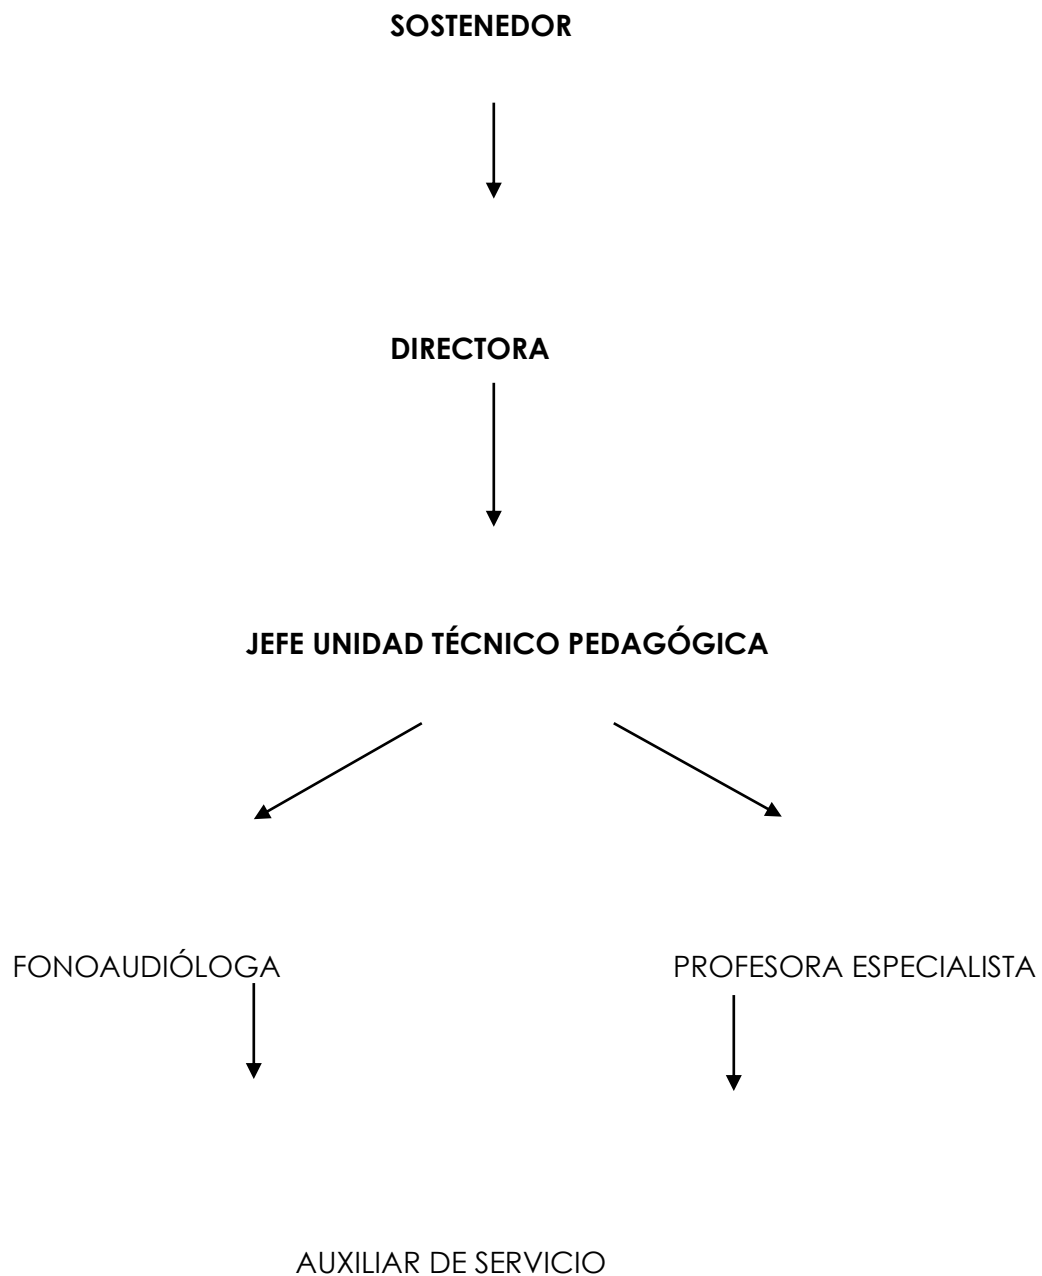 SOSTENEDOR
DIRECTORA
JEFE UNIDAD TÉCNICO PEDAGÓGICA
FONOAUDIÓLOGA
PROFESORA ESPECIALISTA
AUXILIAR DE SERVICIO